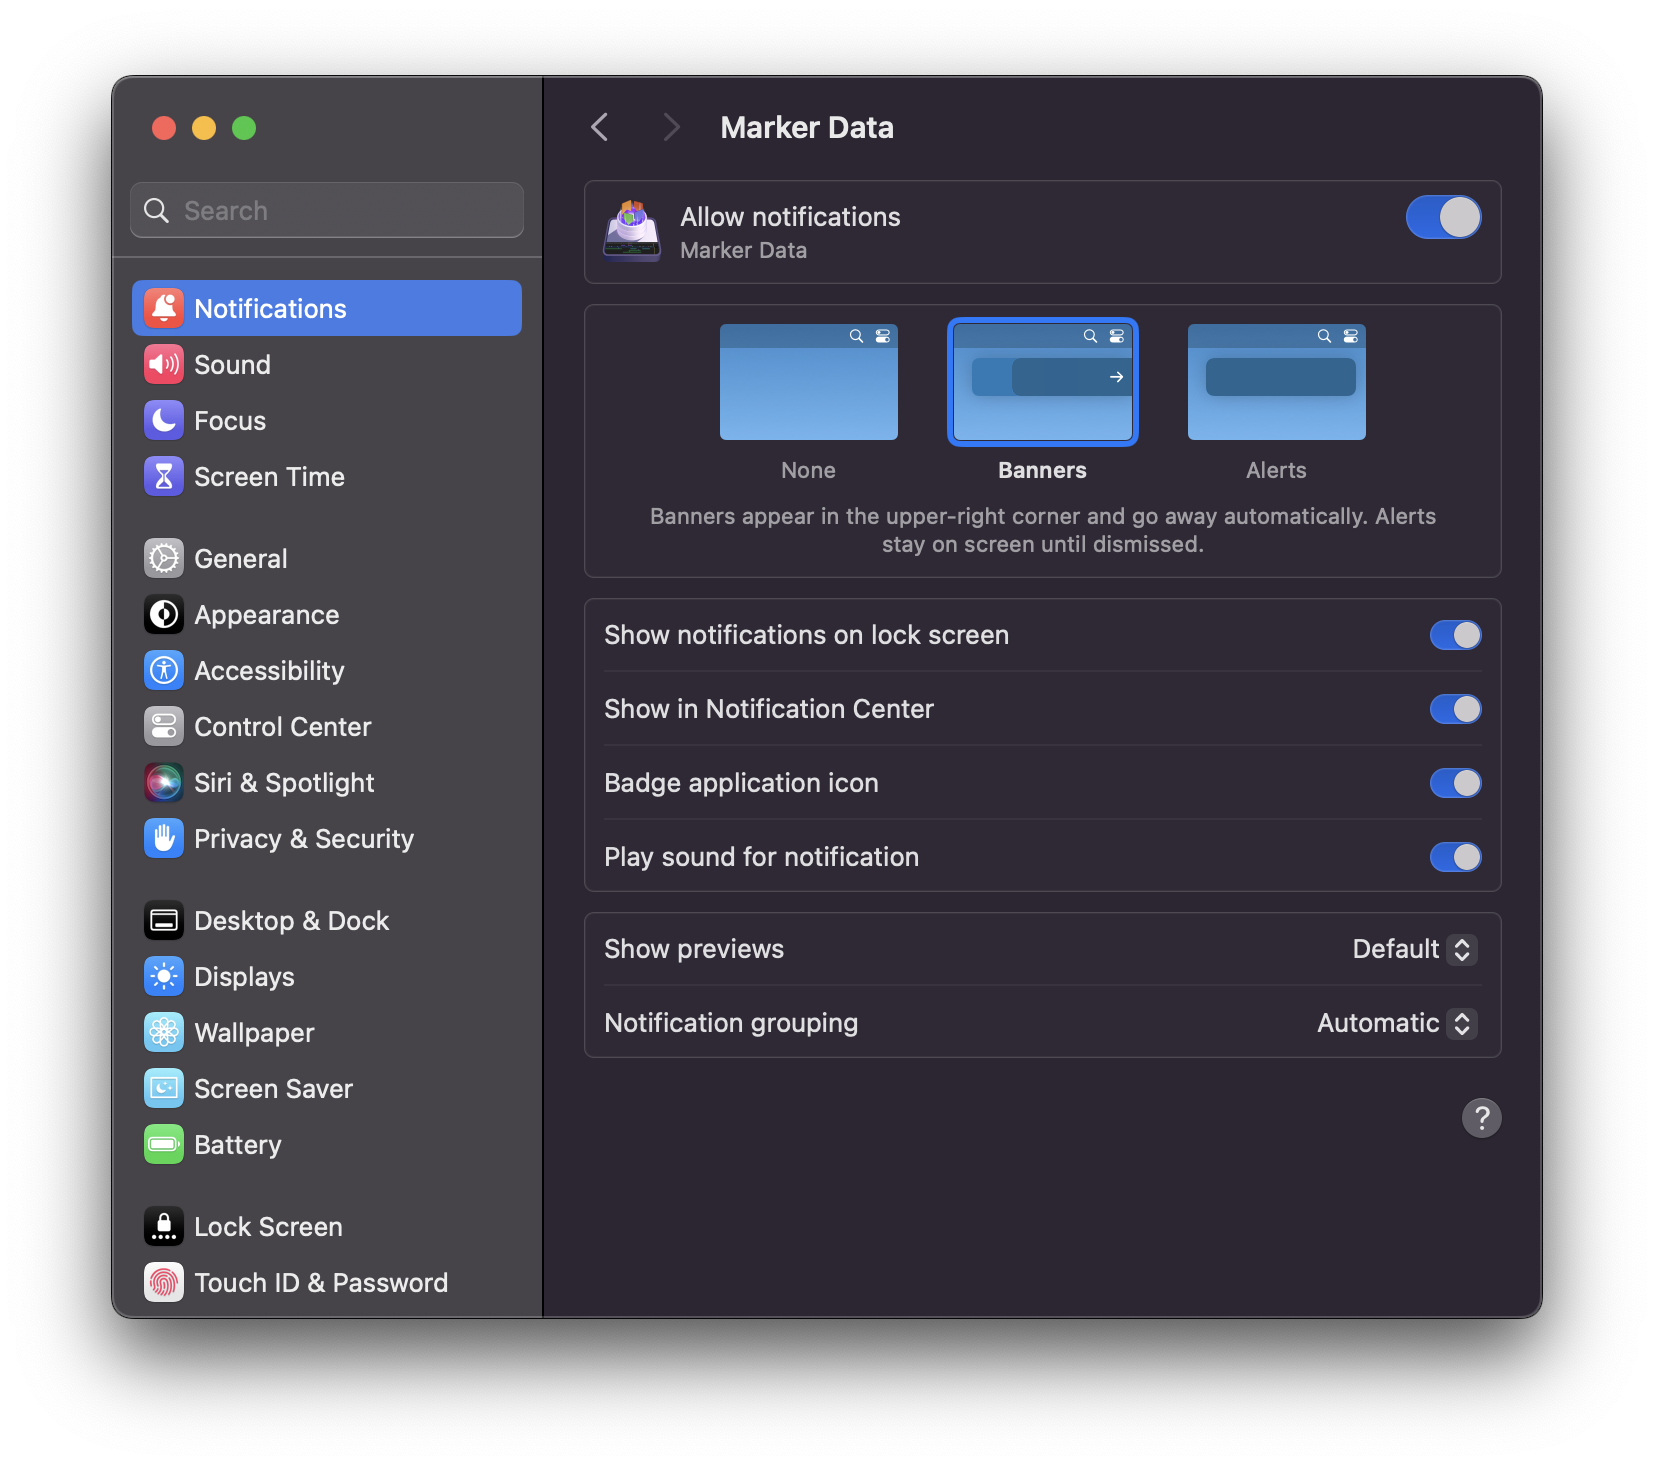 Search
Notifications
Sound
Focus
Screen Time
General
Appearance
Accessibility
Control Center
Siri & Spotlight
Privacy & Security
Desktop & Dock
Displays
Wallpaper
Screen Saver
Battery
Lock Screen
Touch ID & Password
Marker Data
Allow notifications
Marker Data
None
Banners
Alerts
Banners appear in the upper-right corner and go away automatically. Alerts
stay on screen until dismissed.
Show notifications on lock screen
Show in Notification Center
Badge application icon
Play sound for notification
Show previews
Default
Notification grouping
Automatic
?